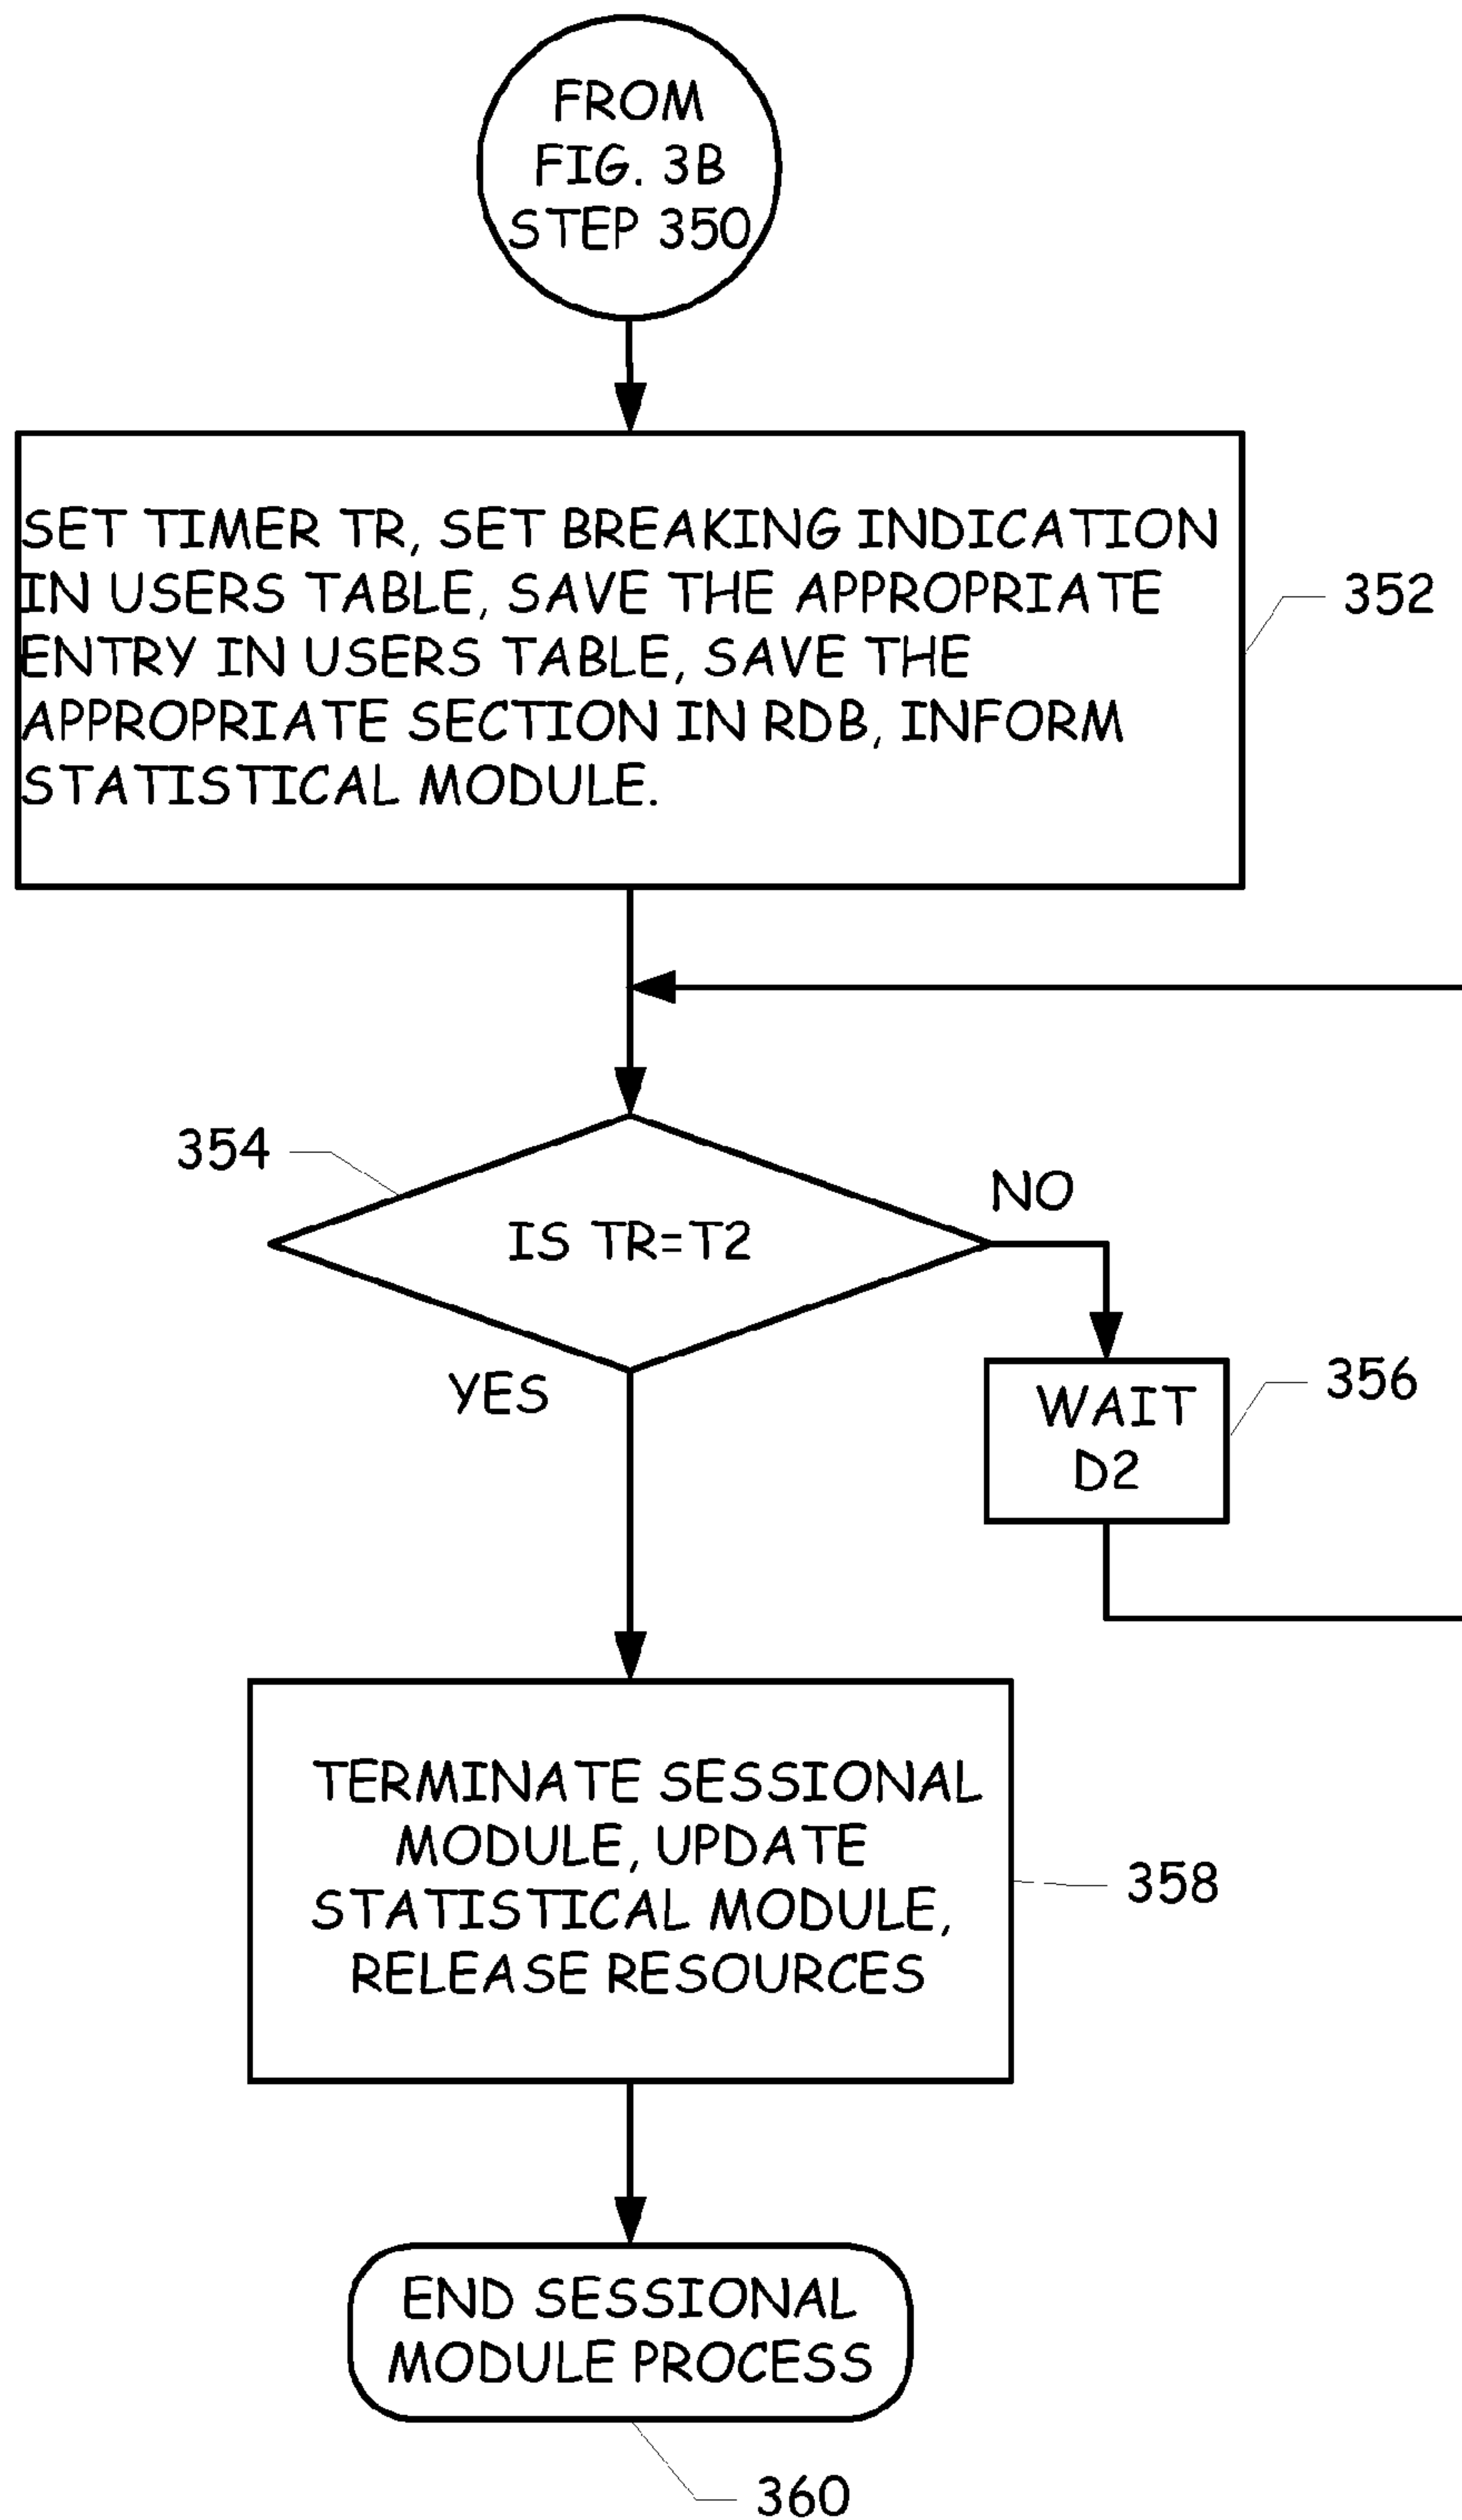 FROM
FIG. 3B
STEP 350
SET TIMER TR, SET BREAKING INDICATION
IN USERS TABLE, SAVE THE APPROPRIATE
ENTRY IN USERS TABLE, SAVE THE
APPROPRIATE SECTION IN RDB, INFORM
STATISTICAL MODULE.
352
354
NO
IS TR=T2
YES
356
WAIT
D2
TERMINATE SESSIONAL
MODULE, UPDATE
STATISTICAL MODULE,
RELEASE RESOURCES
358
END SESSIONAL
MODULE PROCESS
360